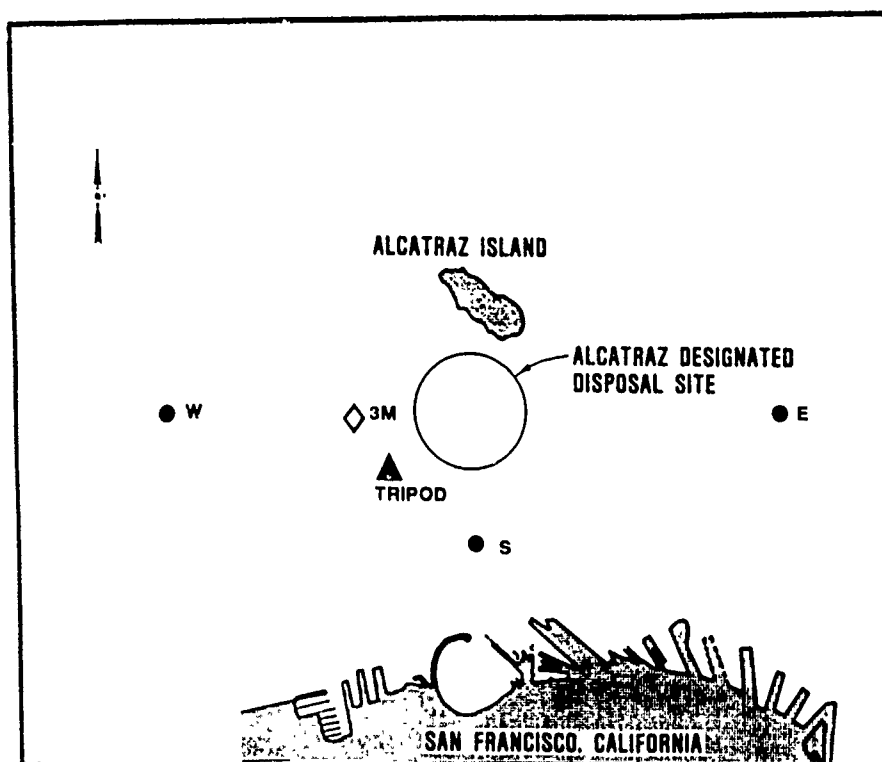 ALCATRAZ ISLAND
ALCATRAZ DESIGNATED
DISPOSAL SITE
W
3M
E
TRIPOD
S
SAN FRANCISCO, CALIFORNIA